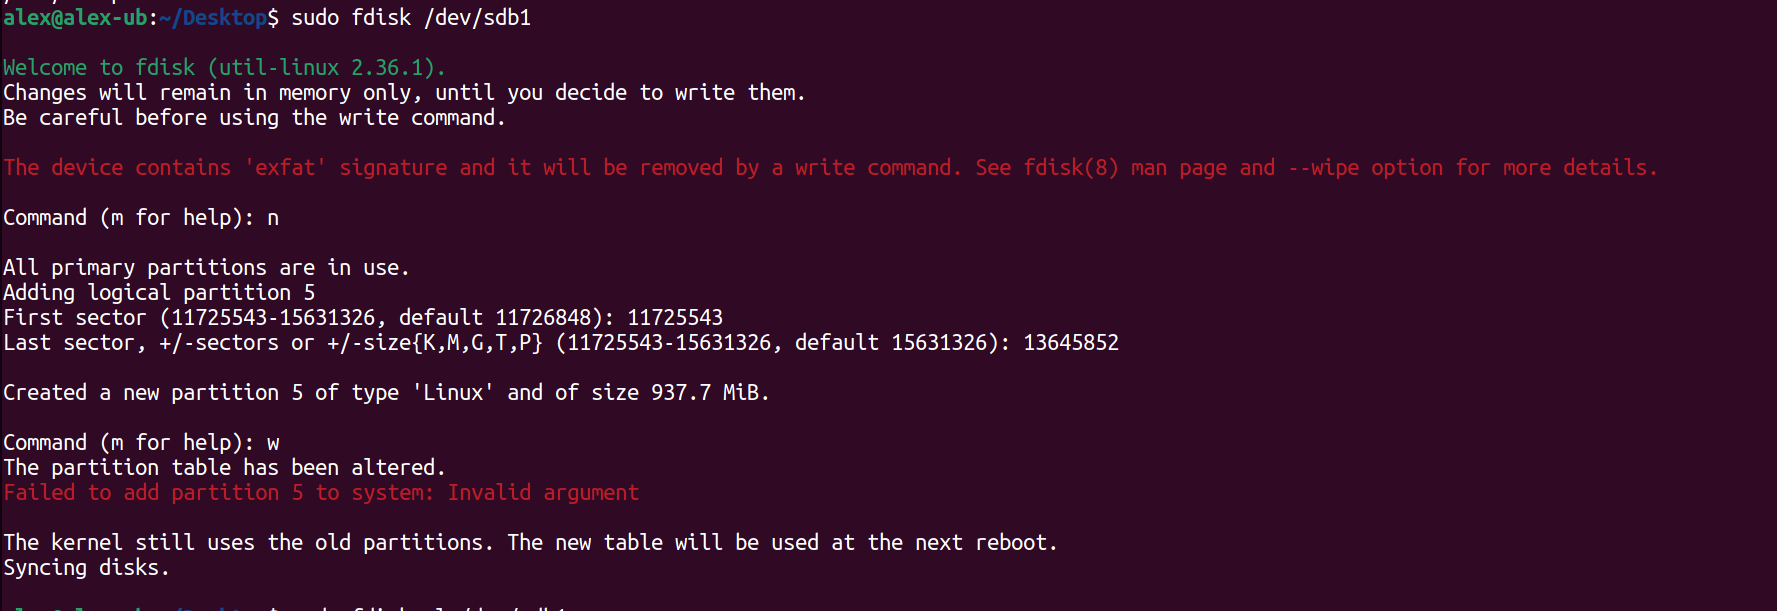 alex@alex-ub:~/Desktop$ sudo fdisk /dev/sdb1
Welcome to fdisk (util-linux 2.36.1).
Changes will remain in memory only, until you decide to write them.
Be careful before using the write command.
The device contains 'exfat' signature and it will be removed by a write command. See fdisk(8) man page and --wipe option for more details.
Command (m for help): n
All primary partitions are in use.
Adding logical partition 5
First sector (11725543-15631326, default 11726848): 11725543
Last sector, +/-sectors or +/-size{K,M,G,T,P} (11725543-15631326, default 15631326): 13645852
Created a new partition 5 of type 'Linux' and of size 937.7 MiB.
Command (m for help): w
The partition table has been altered.
Failed to add partition 5 to system: Invalid argument
The kernel still uses the old partitions. The new table will be used at the next reboot.
Syncing disks.